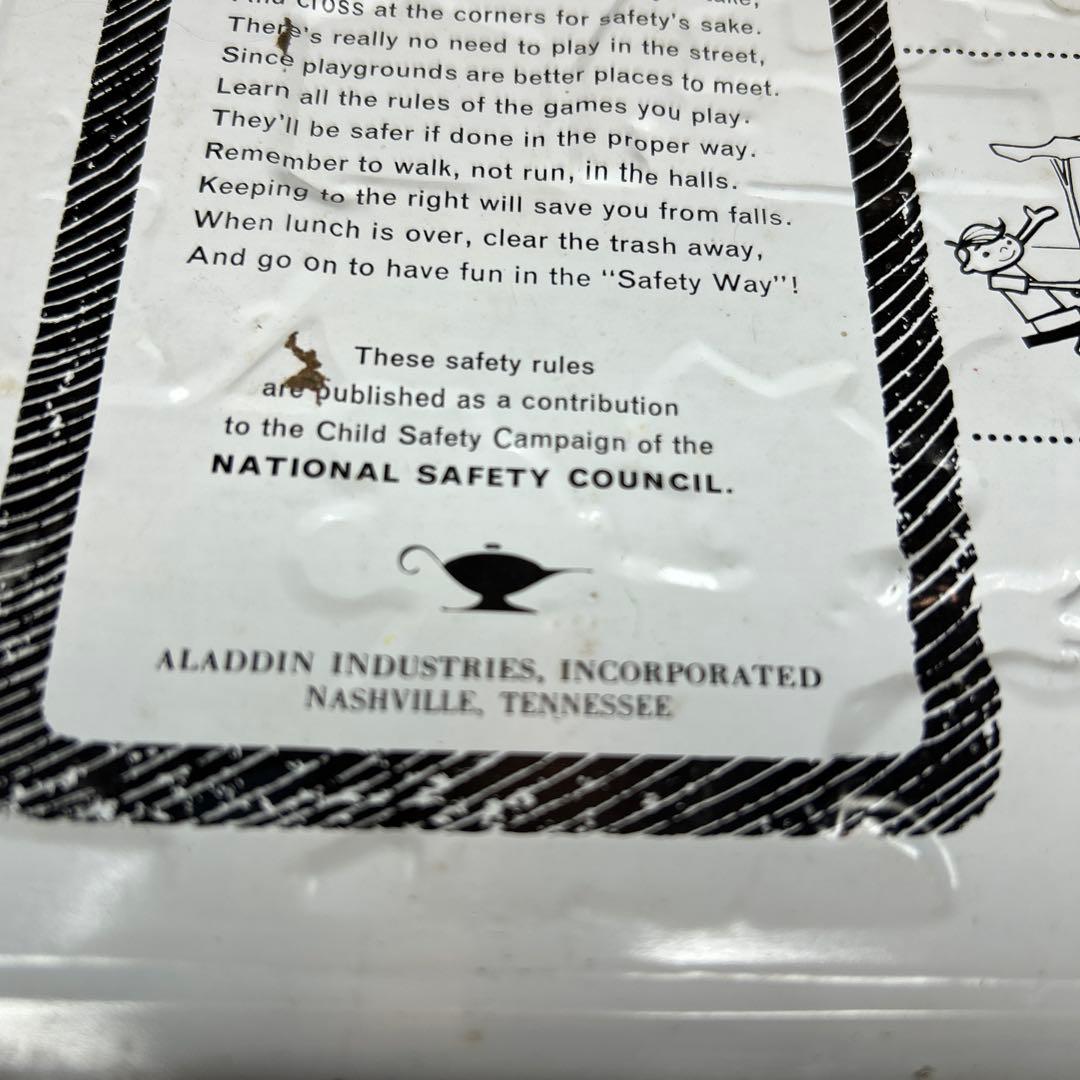 CROSS at the corners for safety's sake.
There's really no need to play in the street,
Since playgrounds are better places to meet.
Learn all the rules of the games you play.
They'll be safer if done in the proper way.
Remember to walk, not run, in the halls.
Keeping to the right will save you from falls.
When lunch is over, clear the trash away,
And go on to have fun in the "Safety Way"!
These safety rules
are published as a contribution
to the Child Safety Campaign of the
NATIONAL SAFETY COUNCIL.
ALADDIN INDUSTRIES, INCORPORATED
NASHVILLE, TENNESSEE